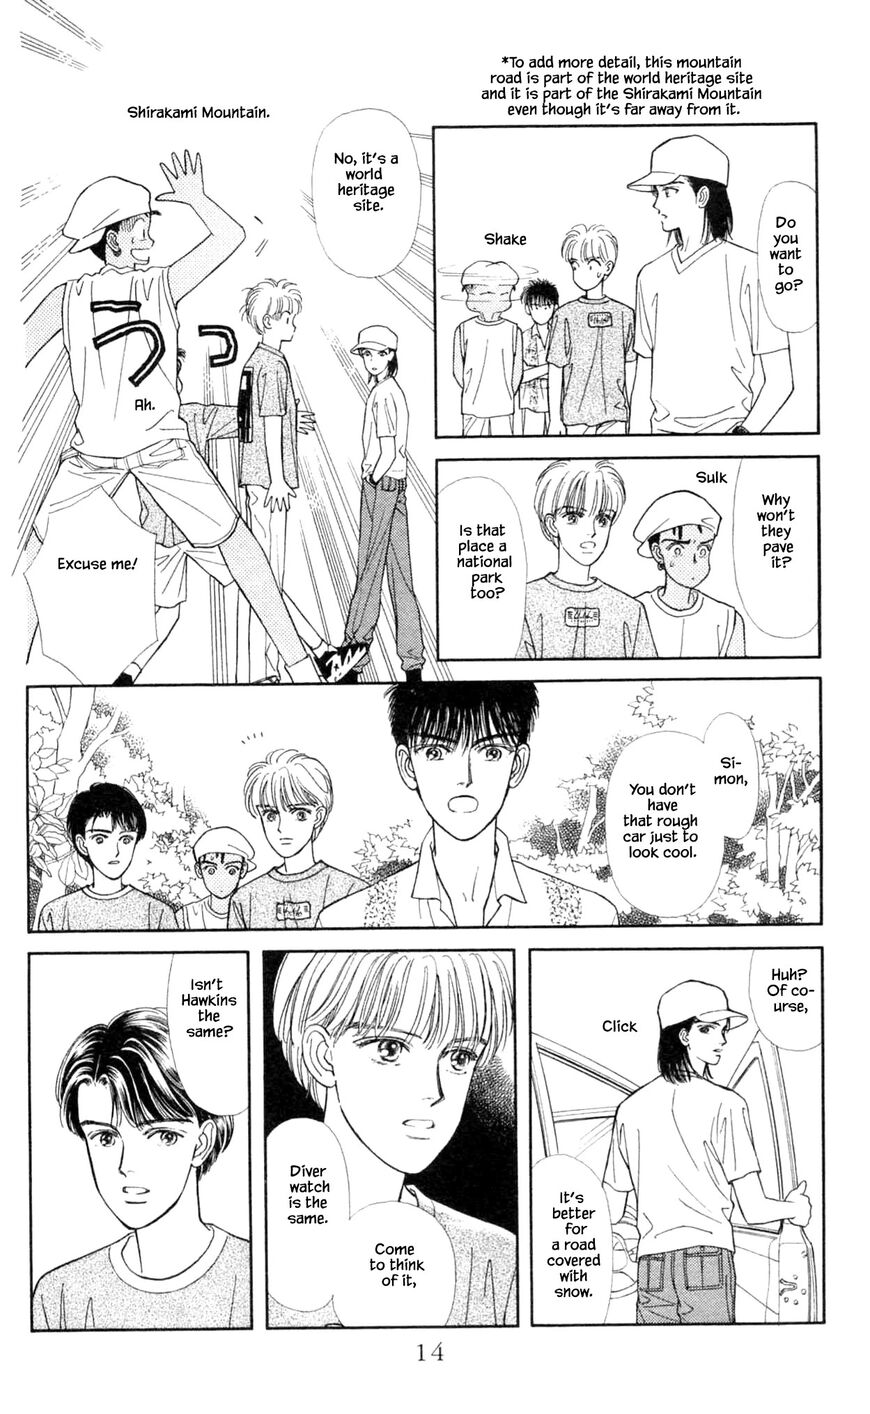 *To add more detail, this mountain
road is part of the world heritage site
and it is part of the Shirakami Mountain
even though it's far away from it.
Do
you
want
to
go?
Shake
No, it's a
world
heritage
site.
Shirakami Mountain.
うっ
Ah.
Excuse me!
Why
won't
they
pave
it?
Sulk
Is that
place a
national
park
too?
Si-
mon,
You don't
have
that rough
car just to
look cool.
Huh?
Of co-
urse,
Click
It's
better
for
a road
covered
with
snow.
Come
to think
of it,
Diver
watch
is the
same.
Isn't
Hawkins
the
same?
14